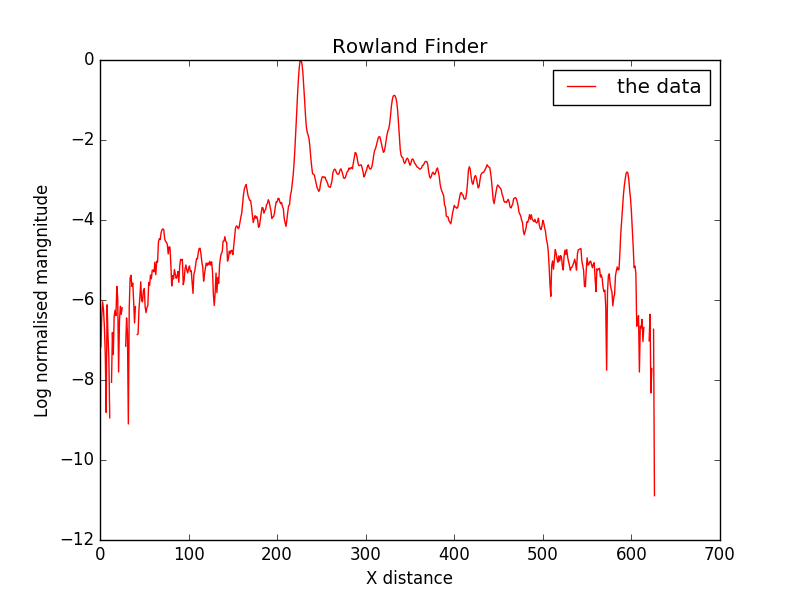 Rowland Finder
the data
Log normalised mangnitude
0
−2
−4
−6
−8
−10
−12
0 100 200 300 400 500 600 700
X distance